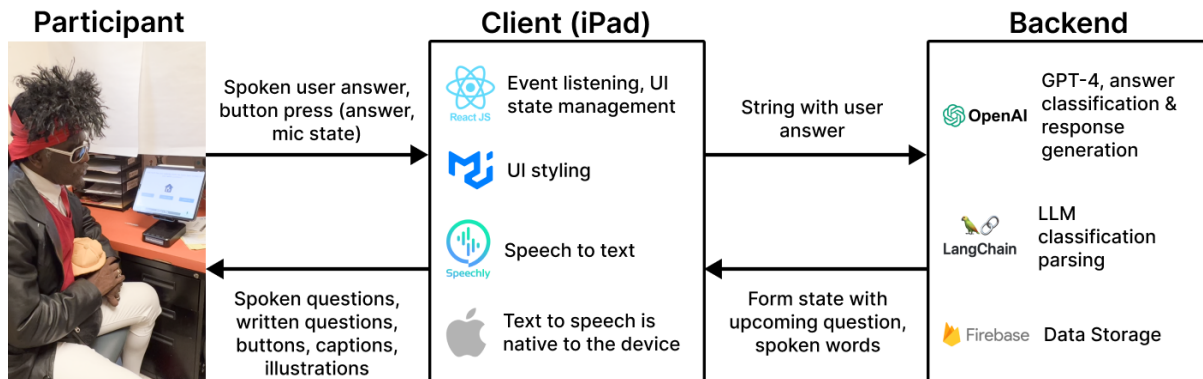 Participant
Client (iPad)
Backend
Spoken user answer,
button press (answer,
mic state)
Spoken questions,
written questions,
buttons, captions,
illustrations
React JS
Event listening, UI
state management
UI styling
Speechly
Speech to text
Text to speech is
native to the device
String with user
answer
Form state with
upcoming question,
spoken words
OpenAI
GPT-4, answer
classification &
response
generation
LangChain
LLM
classification
parsing
Firebase
Data Storage